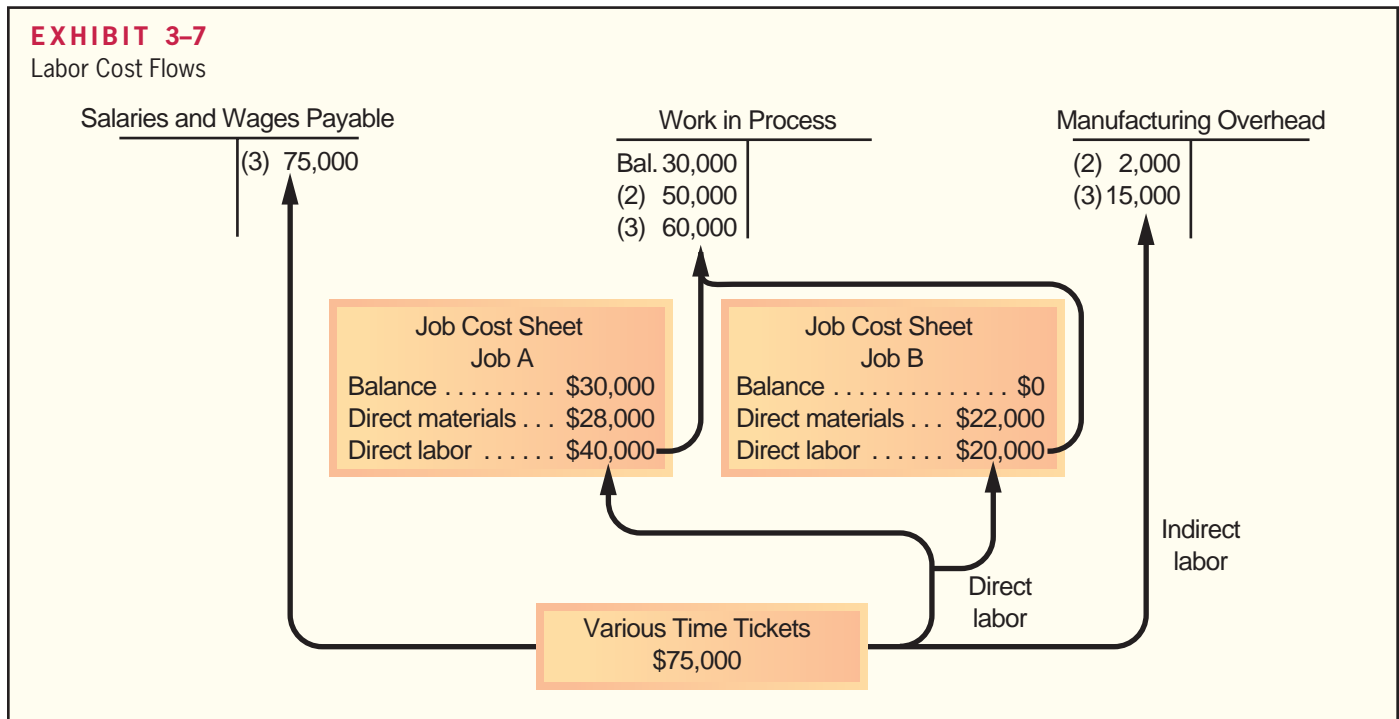 EXHIBIT 3–7
Labor Cost Flows
Salaries and Wages Payable
(3) 75,000
Work in Process
Bal. 30,000
(2) 50,000
(3) 60,000
Manufacturing Overhead
(2) 2,000
(3) 15,000
Job Cost Sheet
Job A
Balance . . . . . . . . . $30,000
Direct materials . . . $28,000
Direct labor . . . . . . $40,000
Job Cost Sheet
Job B
Balance . . . . . . . . . . . . . . $0
Direct materials . . . $22,000
Direct labor . . . . . . $20,000
Indirect
labor
Direct
labor
Various Time Tickets
$75,000